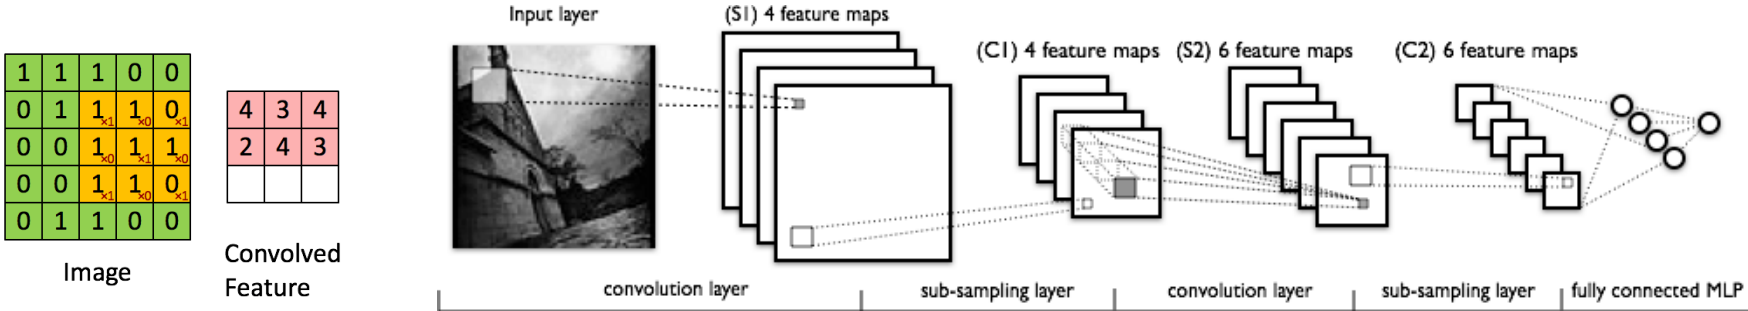 1 1 1 0 0
0 1 1×1 1×0 0×1
0 0 1×0 1×1 1×0
0 0 1×1 1×0 0×1
0 1 1 0 0
Image
4 3 4
2 4 3
Convolved
Feature
Input layer
(S1) 4 feature maps
(C1) 4 feature maps
(S2) 6 feature maps
(C2) 6 feature maps
convolution layer
sub-sampling layer
convolution layer
sub-sampling layer
fully connected MLP